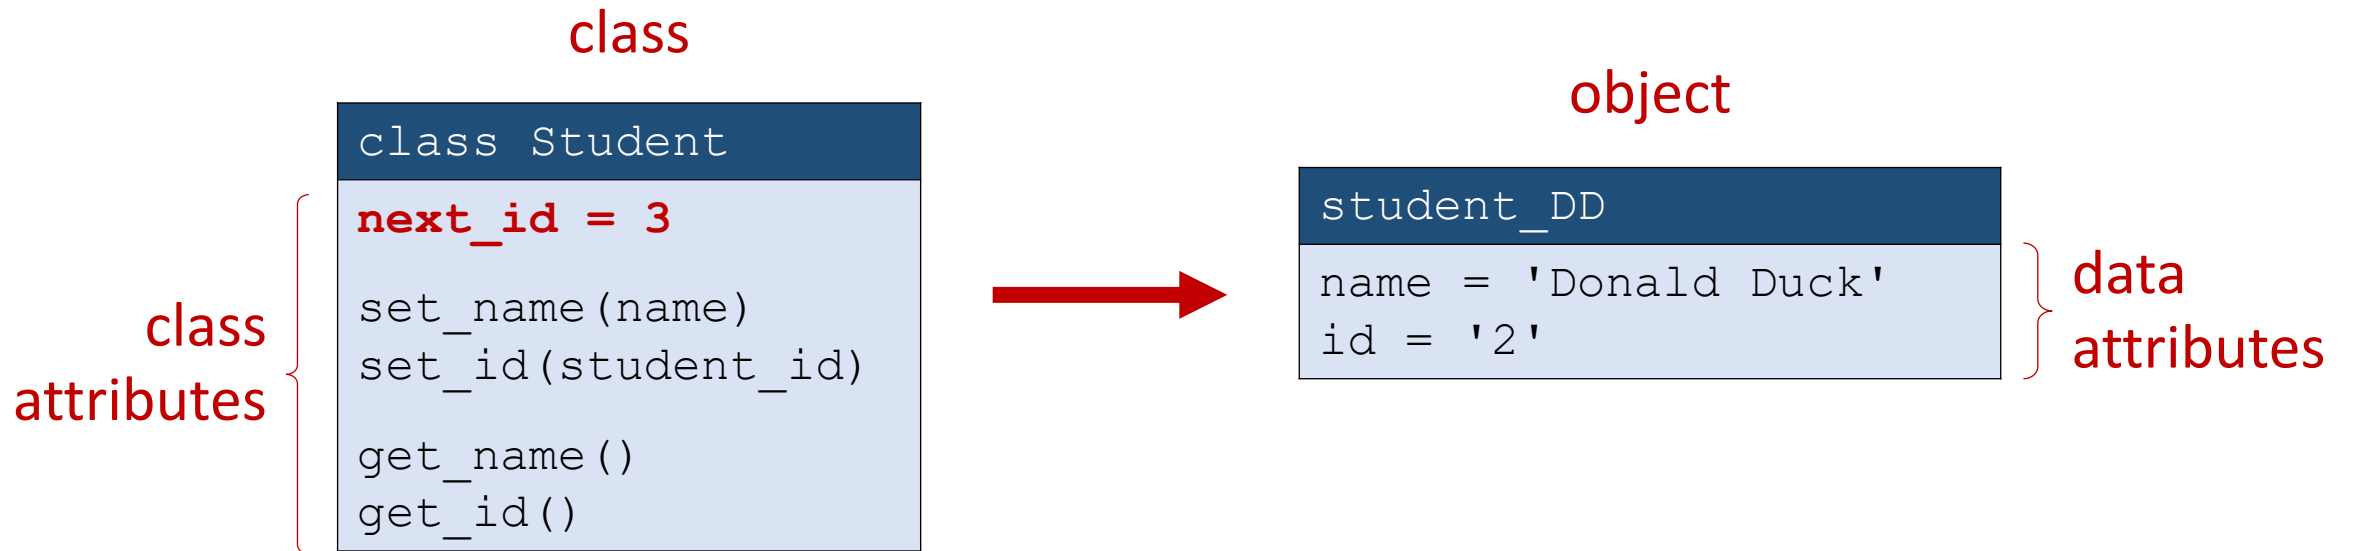 class
class Student
class
attributes
next_id = 3
set_name(name)
set_id(student_id)
get_name()
get_id()
object
student_DD
name = 'Donald Duck'
id = '2'
data
attributes